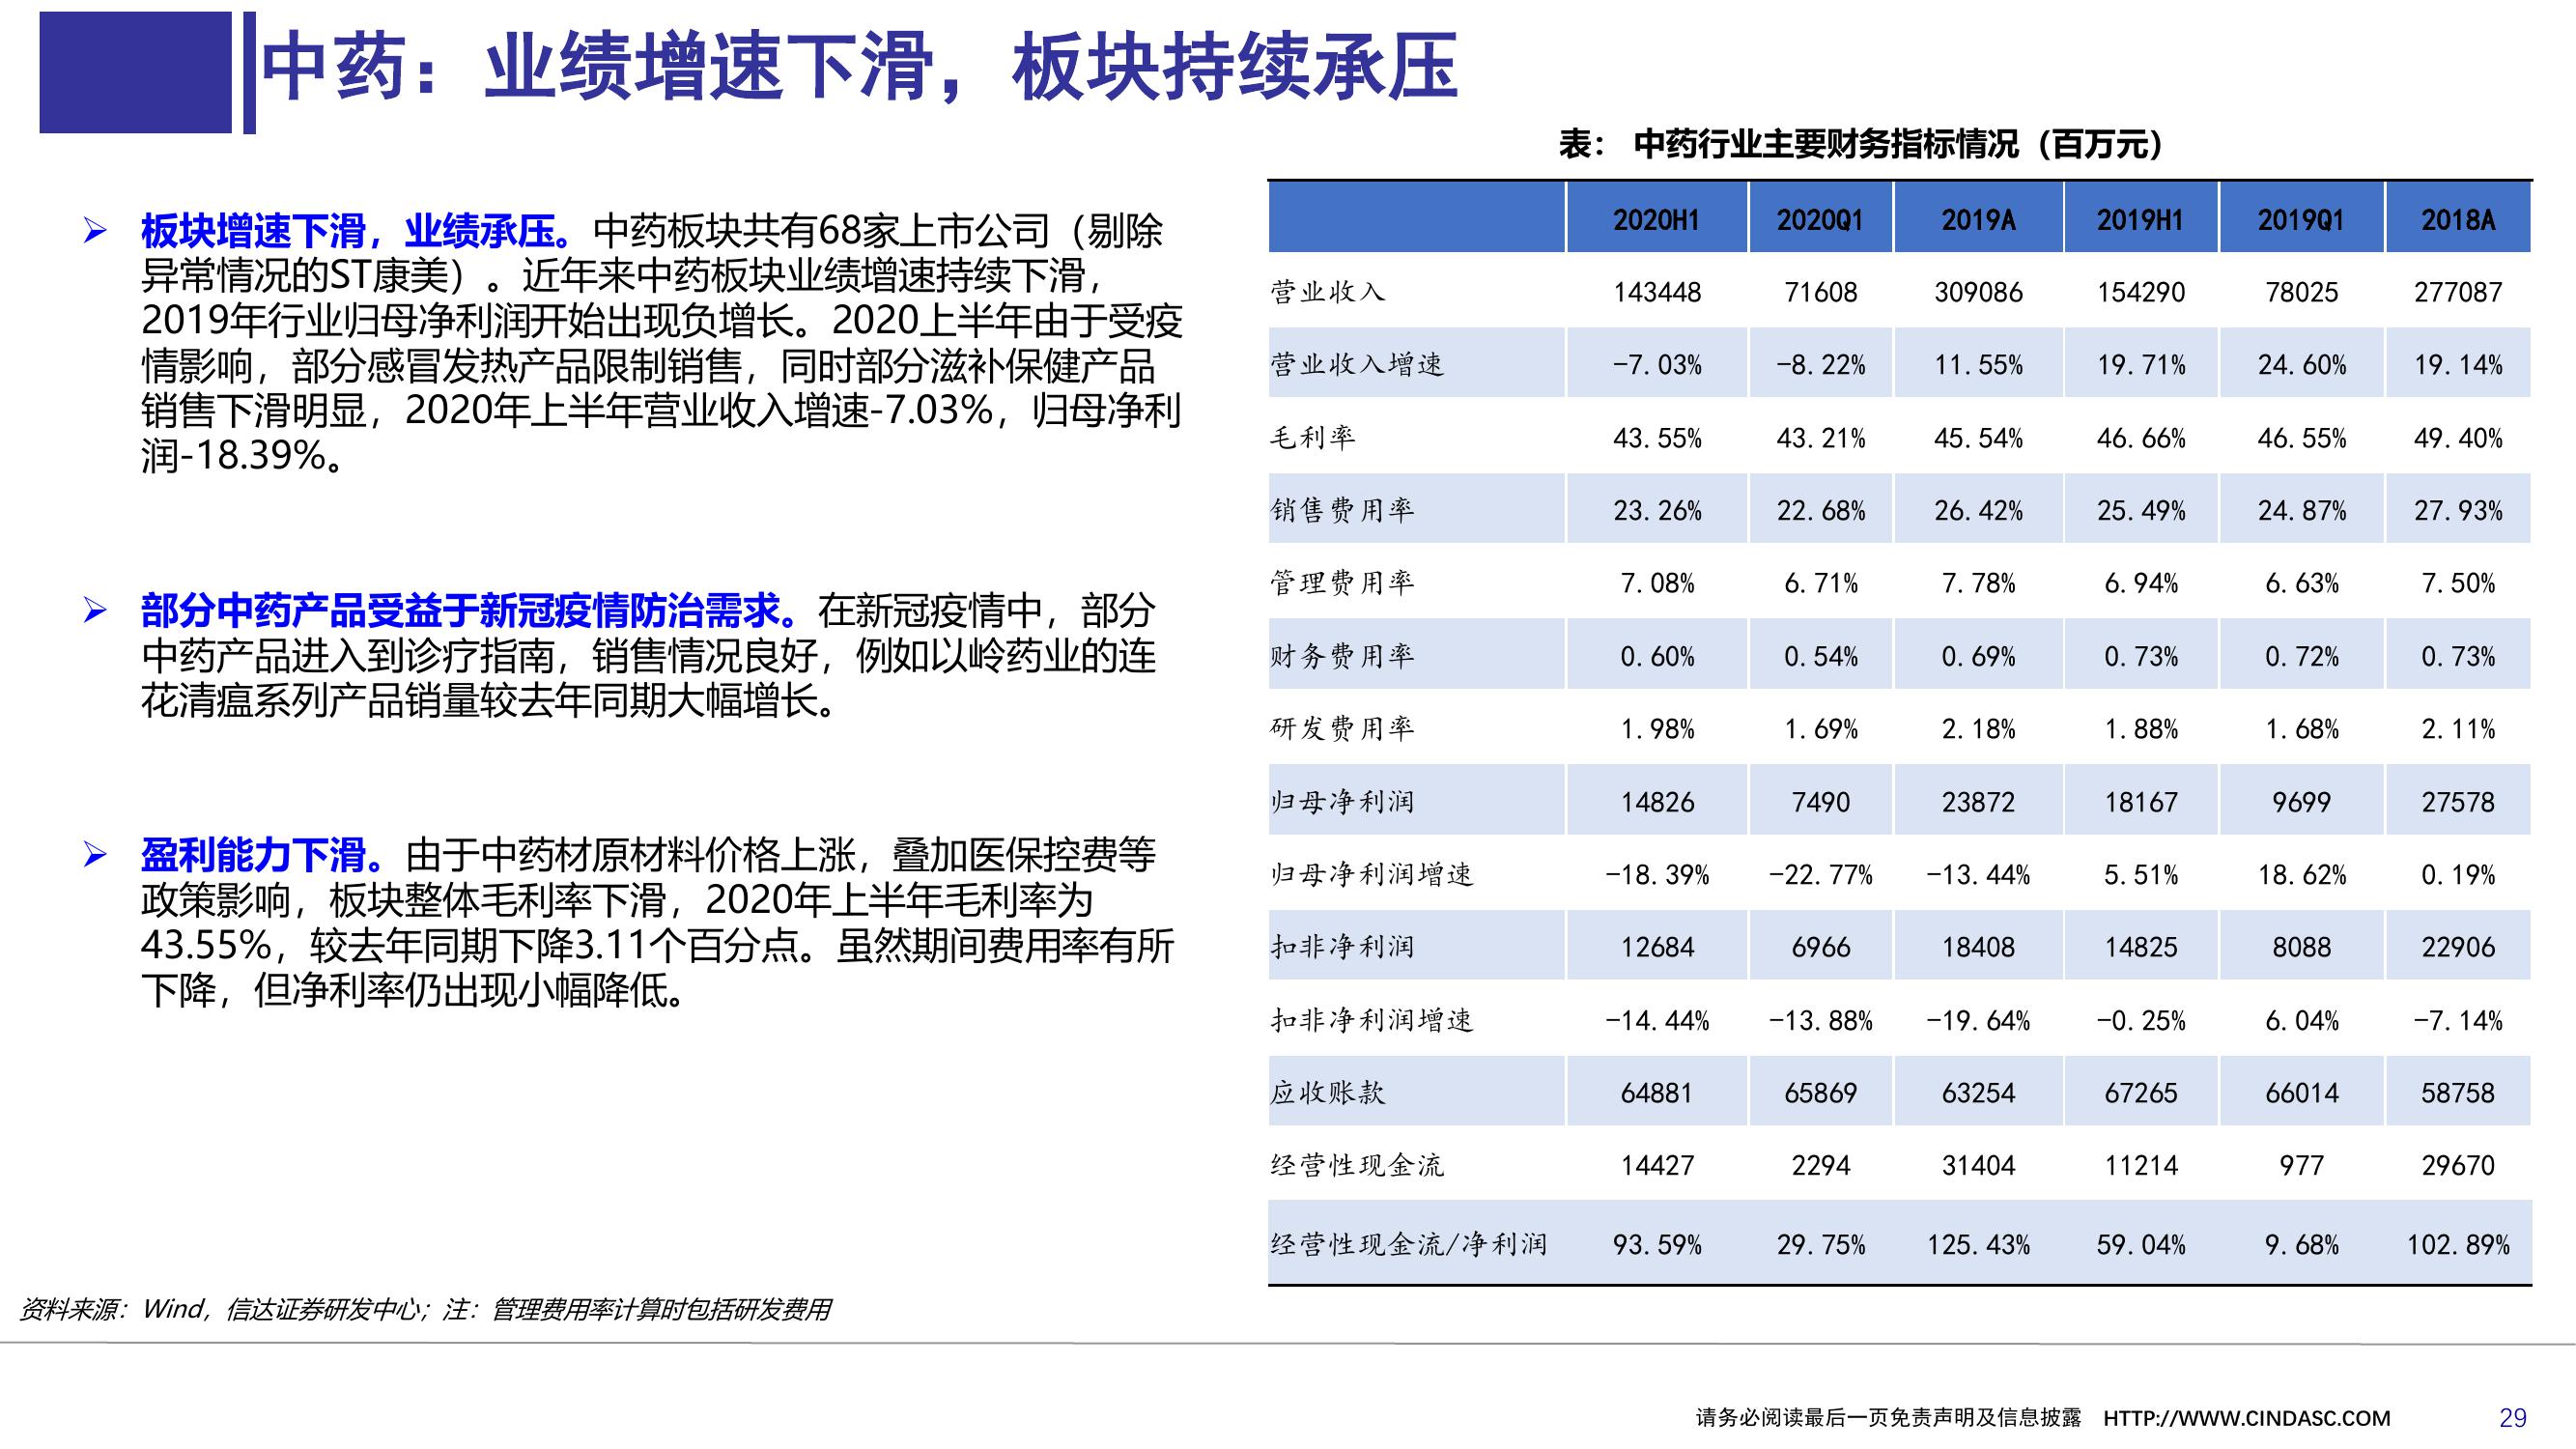 中药：业绩增速下滑，板块持续承压
板块增速下滑，业绩承压。中药板块共有68家上市公司（剔除
异常情况的ST康美）。近年来中药板块业绩增速持续下滑，
2019年行业归母净利润开始出现负增长。2020上半年由于受疫
情影响，部分感冒发热产品限制销售，同时部分滋补保健产品
销售下滑明显，2020年上半年营业收入增速-7.03%，归母净利
润-18.39%。
部分中药产品受益于新冠疫情防治需求。在新冠疫情中，部分
中药产品进入到诊疗指南，销售情况良好，例如以岭药业的连
花清瘟系列产品销量较去年同期大幅增长。
盈利能力下滑。由于中药材原材料价格上涨，叠加医保控费等
政策影响，板块整体毛利率下滑，2020年上半年毛利率为
43.55%，较去年同期下降3.11个百分点。虽然期间费用率有所
下降，但净利率仍出现小幅降低。
表： 中药行业主要财务指标情况（百万元）
2020H1 2020Q1 2019A 2019H1 2019Q1 2018A
营业收入 143448 71608 309086 154290 78025 277087
营业收入增速 -7.03% -8.22% 11.55% 19.71% 24.60% 19.14%
毛利率 43.55% 43.21% 45.54% 46.66% 46.55% 49.40%
销售费用率 23.26% 22.68% 26.42% 25.49% 24.87% 27.93%
管理费用率 7.08% 6.71% 7.78% 6.94% 6.63% 7.50%
财务费用率 0.60% 0.54% 0.69% 0.73% 0.72% 0.73%
研发费用率 1.98% 1.69% 2.18% 1.88% 1.68% 2.11%
归母净利润 14826 7490 23872 18167 9699 27578
归母净利润增速 -18.39% -22.77% -13.44% 5.51% 18.62% 0.19%
扣非净利润 12684 6966 18408 14825 8088 22906
扣非净利润增速 -14.44% -13.88% -19.64% -0.25% 6.04% -7.14%
应收账款 64881 65869 63254 67265 66014 58758
经营性现金流 14427 2294 31404 11214 977 29670
经营性现金流/净利润 93.59% 29.75% 125.43% 59.04% 9.68% 102.89%
资料来源：Wind，信达证券研发中心；注：管理费用率计算时包括研发费用
请务必阅读最后一页免责声明及信息披露 HTTP://WWW.CINDASC.COM 29